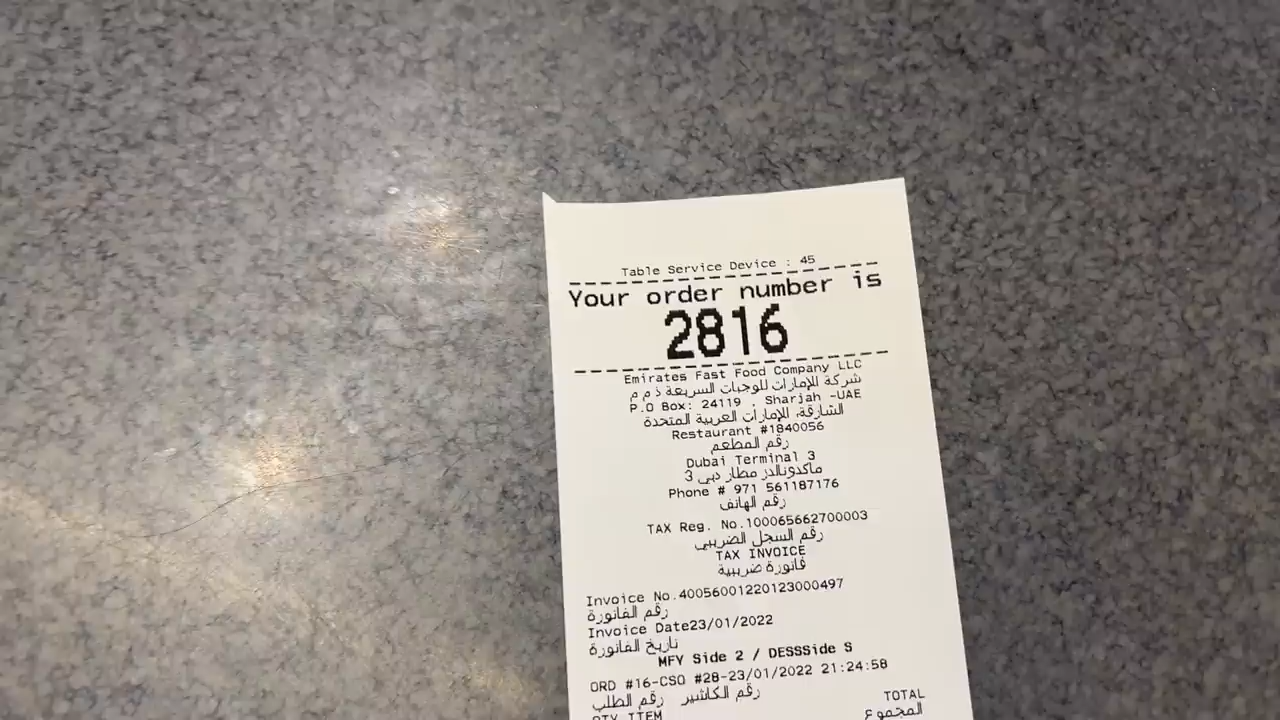 Table Service Device : 45
Your order number is
2816
Emirates Fast Food Company LLC
شركة للإمارات للوجبات السريعة ذ م م
P.O Box: 24119 . Sharjah -UAE
الشارقة، الإمارات العربية المتحدة
Restaurant #1840056
رقم المطعم
Dubai Terminal 3
ماكدونالدز مطار دبي 3
Phone # 971 561187176
رقم الهاتف
TAX Reg. No.100065662700003
رقم السجل الضريبي
TAX INVOICE
فاتورة ضريبية
Invoice No.40056001220123000497
رقم الفاتورة
Invoice Date23/01/2022
تاريخ الفاتورة
MFY Side 2 / DESSSide S
ORD #16-CSO #28-23/01/2022 21:24:58
رقم الكاشير رقم الطلب
QTY ITEM TOTAL
المجموع